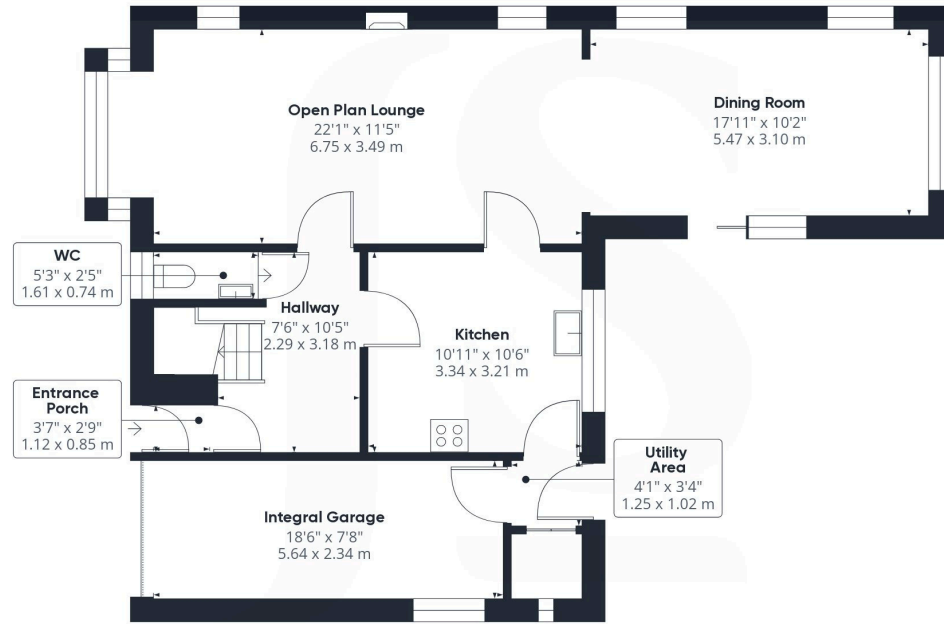 Open Plan Lounge
22'1" x 11'5"
6.75 x 3.49 m
Dining Room
17'11" x 10'2"
5.47 x 3.10 m
WC
5'3" x 2'5"
1.61 x 0.74 m
Hallway
7'6" x 10'5"
2.29 x 3.18 m
Kitchen
10'11" x 10'6"
3.34 x 3.21 m
Entrance
Porch
3'7" x 2'9"
1.12 x 0.85 m
Utility
Area
4'1" x 3'4"
1.25 x 1.02 m
Integral Garage
18'6" x 7'8"
5.64 x 2.34 m